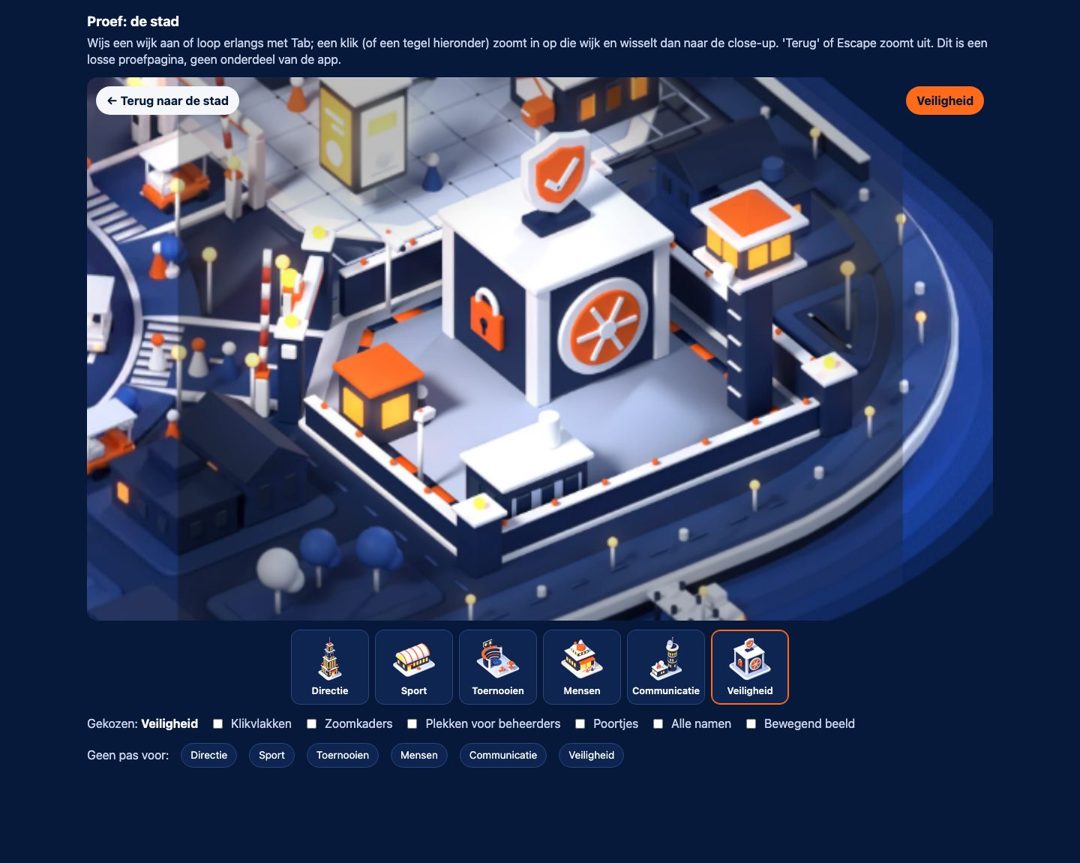 Proef: de stad
Wijs een wijk aan of loop erlangs met Tab; een klik (of een tegel hieronder) zoomt in op die wijk en wisselt dan naar de close-up. 'Terug' of Escape zoomt uit. Dit is een
losse proefpagina, geen onderdeel van de app.
← Terug naar de stad
Veiligheid
Directie
Sport
Toernooien
Mensen
Communicatie
Veiligheid
Gekozen: Veiligheid Klikvlakken Zoomkaders Plekken voor beheerders Poortjes Alle namen Bewegend beeld
Geen pas voor: Directie Sport Toernooien Mensen Communicatie Veiligheid